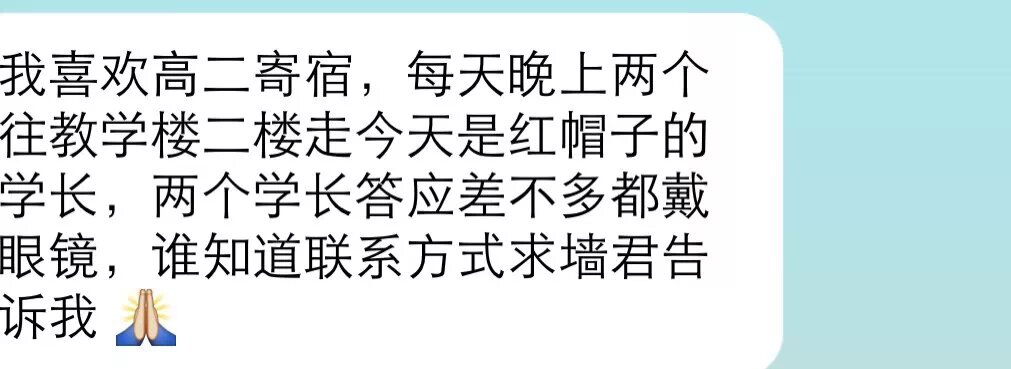 我喜欢高二寄宿，每天晚上两个
往教学楼二楼走今天是红帽子的
学长，两个学长答应差不多都戴
眼镜，谁知道联系方式求墙君告
诉我🙏